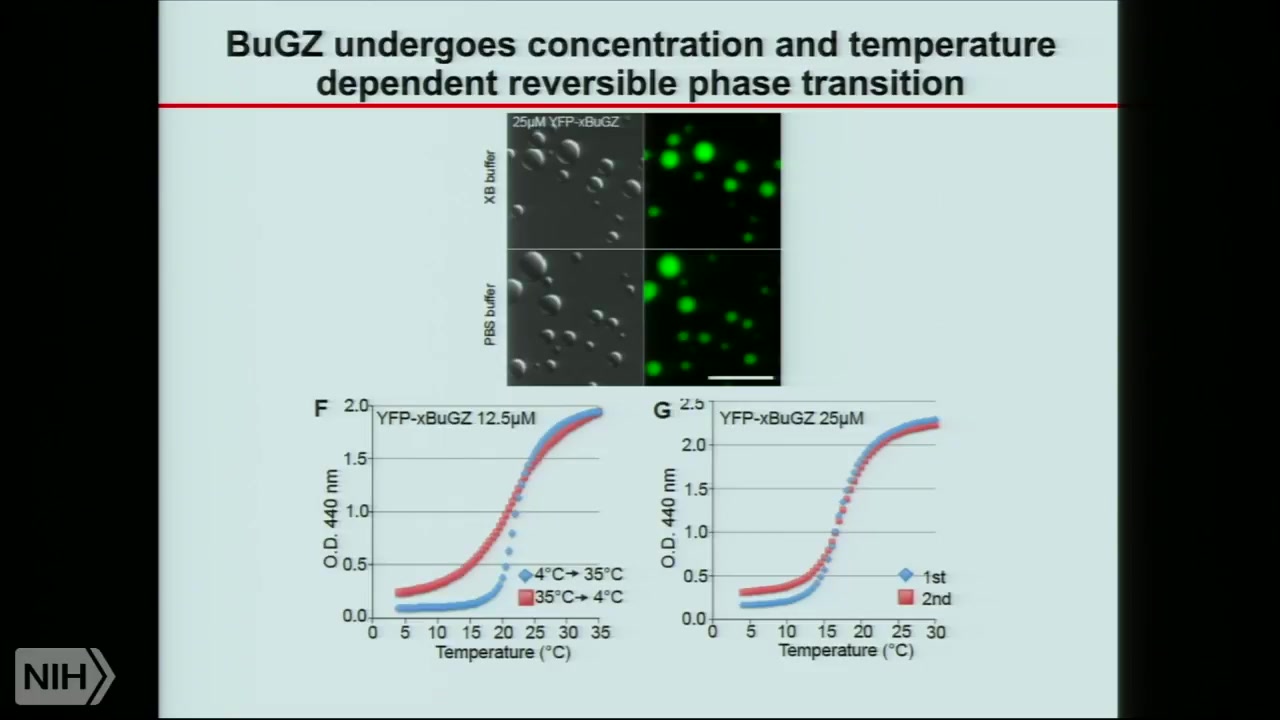 BuGZ undergoes concentration and temperature
dependent reversible phase transition
25µM YFP-xBuGZ
XB buffer
PBS buffer
F
YFP-xBuGZ 12.5µM
O.D. 440 nm
2.0
1.5
1.0
0.5
0.0
4°C→ 35°C
35°C→ 4°C
0 5 10 15 20 25 30 35
Temperature (°C)
G
YFP-xBuGZ 25µM
O.D. 440 nm
2.5
2.0
1.5
1.0
0.5
0.0
1st
2nd
0 5 10 15 20 25 30
Temperature (°C)
NIH